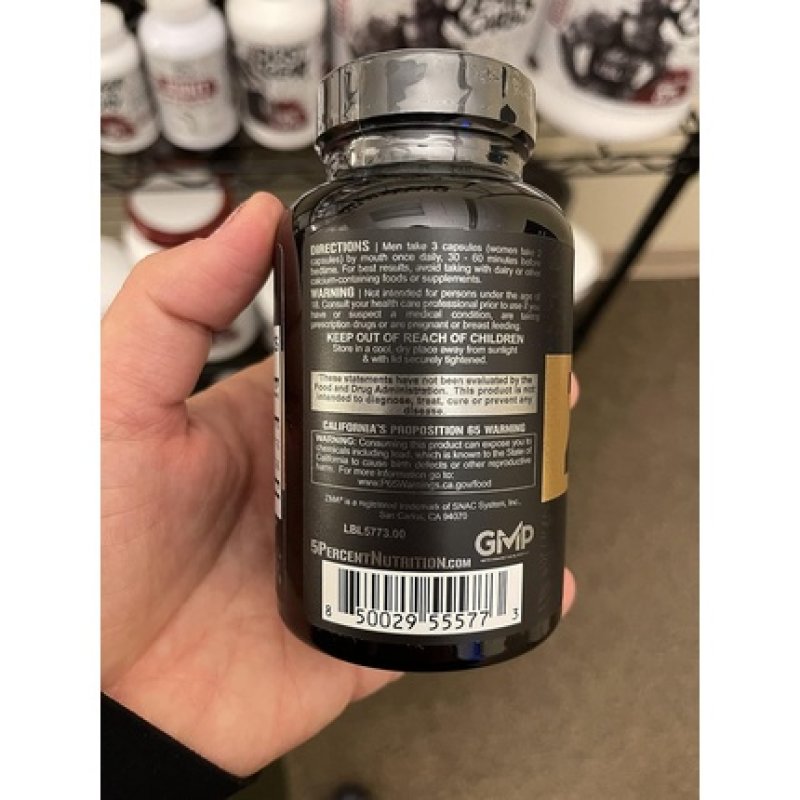 DIRECTIONS | Men take 3 capsules (women take 2
capsules) by mouth once daily, 30 - 60 minutes before
bedtime. For best results, avoid taking with dairy or other
calcium-containing foods or supplements.
WARNING | Not intended for persons under the age of
18. Consult your health care professional prior to use if you
have or suspect a medical condition, are taking
prescription drugs or are pregnant or breast feeding.
KEEP OUT OF REACH OF CHILDREN
Store in a cool, dry place away from sunlight
& with lid securely tightened.
These statements have not been evaluated by the
Food and Drug Administration. This product is not
intended to diagnose, treat, cure or prevent any
disease.
CALIFORNIA'S PROPOSITION 65 WARNING
WARNING: Consuming this product can expose you to
chemicals including lead, which is known to the State of
California to cause birth defects or other reproductive
harm. For more information go to:
www.P65Warnings.ca.gov/food
ZMA® is a registered trademark of SNAC System, Inc.,
San Carlos, CA 94070
LBL5773.00
5PERCENTNUTRITION.COM
GMP
8 50029 55577 3